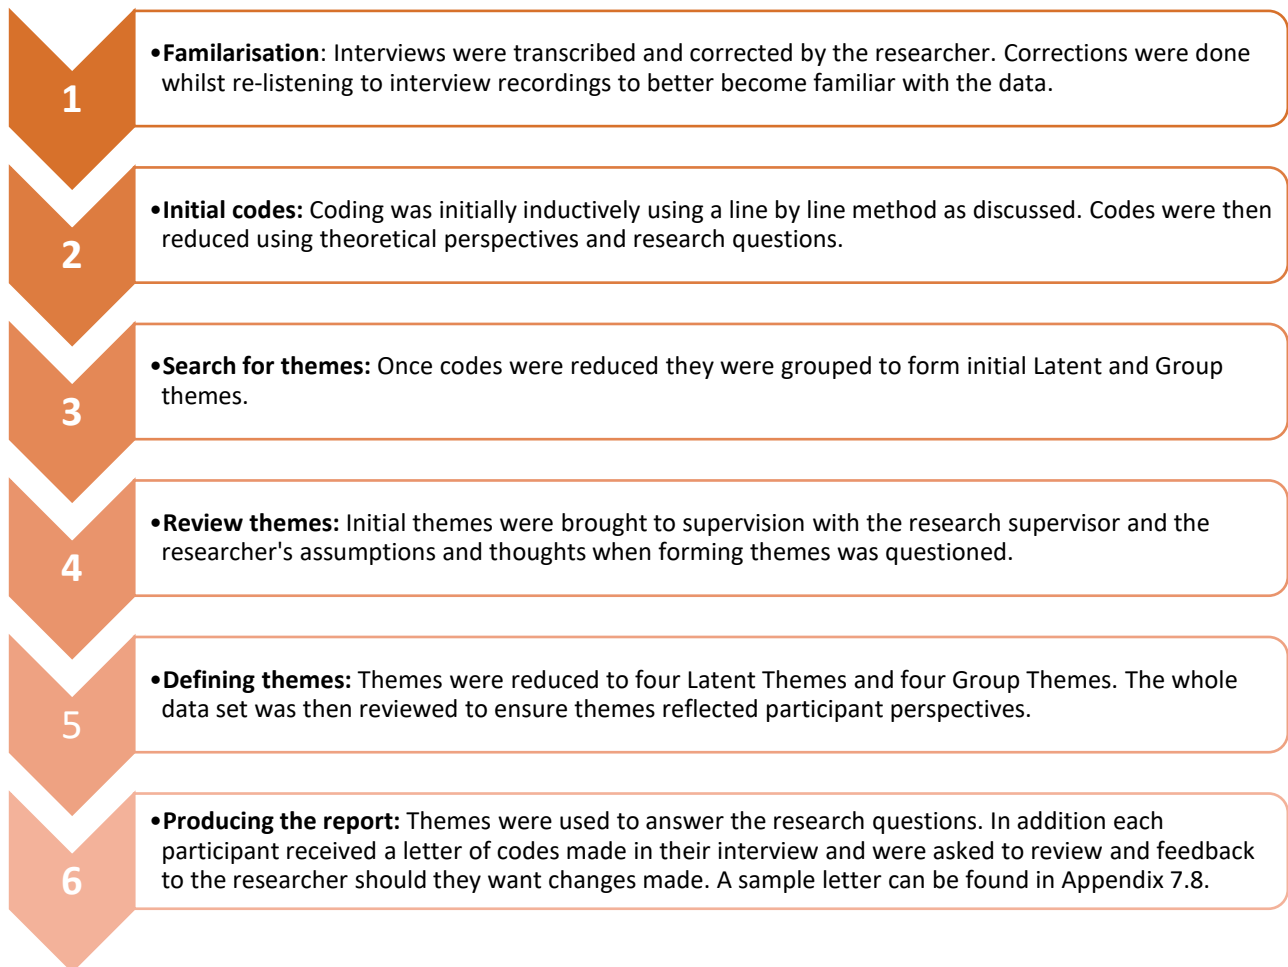 1
•Familarisation: Interviews were transcribed and corrected by the researcher. Corrections were done
whilst re-listening to interview recordings to better become familiar with the data.
2
•Initial codes: Coding was initially inductively using a line by line method as discussed. Codes were then
reduced using theoretical perspectives and research questions.
3
•Search for themes: Once codes were reduced they were grouped to form initial Latent and Group
themes.
4
•Review themes: Initial themes were brought to supervision with the research supervisor and the
researcher's assumptions and thoughts when forming themes was questioned.
5
•Defining themes: Themes were reduced to four Latent Themes and four Group Themes. The whole
data set was then reviewed to ensure themes reflected participant perspectives.
6
•Producing the report: Themes were used to answer the research questions. In addition each
participant received a letter of codes made in their interview and were asked to review and feedback
to the researcher should they want changes made. A sample letter can be found in Appendix 7.8.